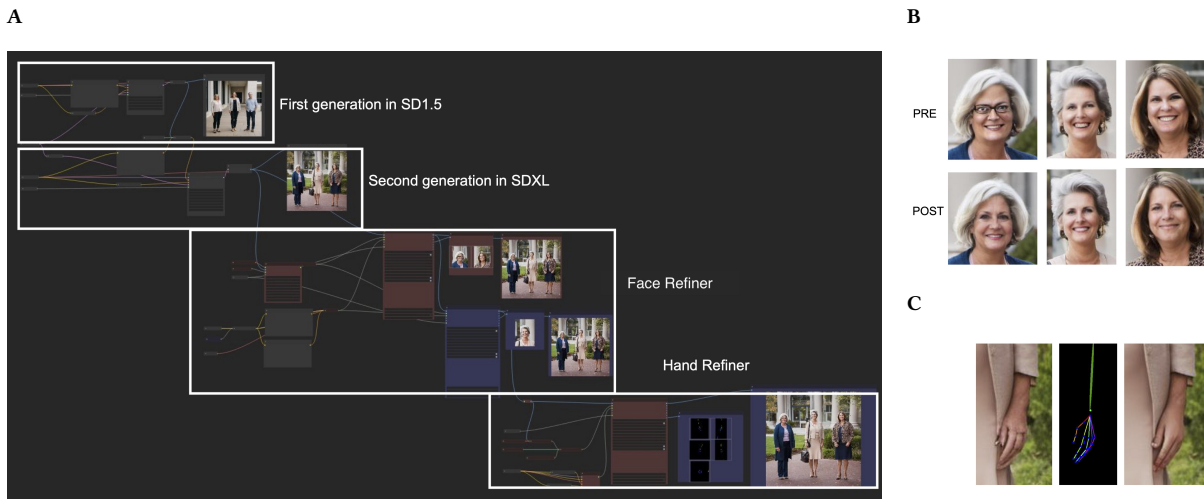 A
First generation in SD1.5
Second generation in SDXL
Face Refiner
Hand Refiner
B
PRE
POST
C